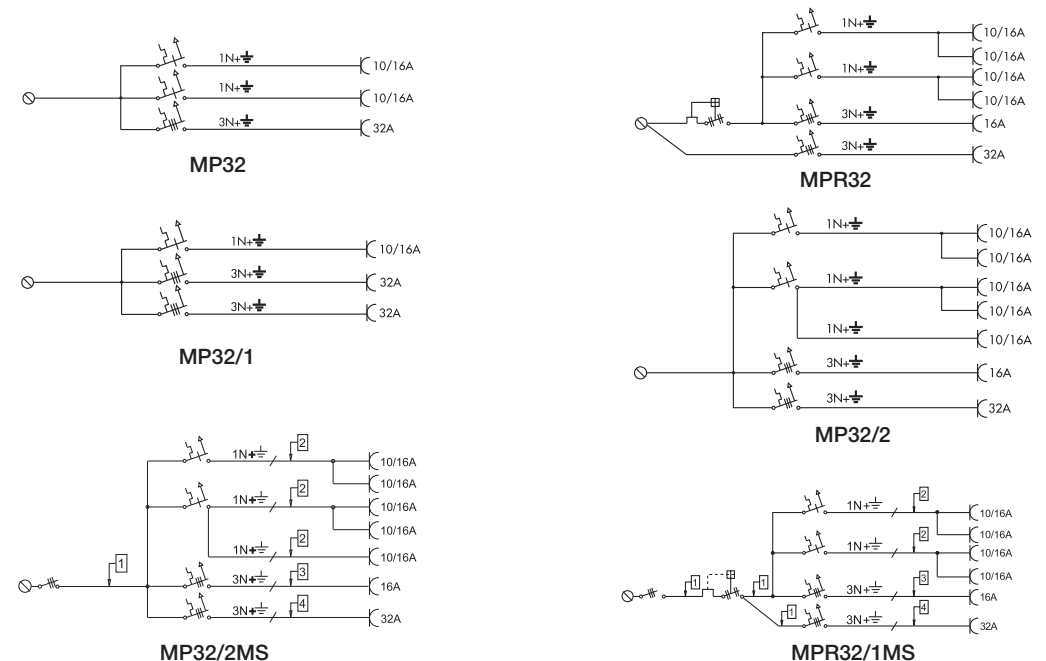 1N+ 10/16A
1N+ 10/16A
3N+ 32A
MP32
1N+ 10/16A
10/16A
1N+ 10/16A
10/16A
3N+ 16A
3N+ 32A
MPR32
1N+ 10/16A
3N+ 32A
3N+ 32A
MP32/1
1N+ 10/16A
10/16A
1N+ 10/16A
10/16A
1N+ 10/16A
3N+ 16A
3N+ 32A
MP32/2
1N+ 2 10/16A
10/16A
1N+ 2 10/16A
10/16A
1N+ 2 10/16A
1 3N+ 3 16A
3N+ 4 32A
MP32/2MS
1N+ 2 10/16A
10/16A
1N+ 2 10/16A
10/16A
1 1 3N+ 3 16A
1 3N+ 4 32A
MPR32/1MS